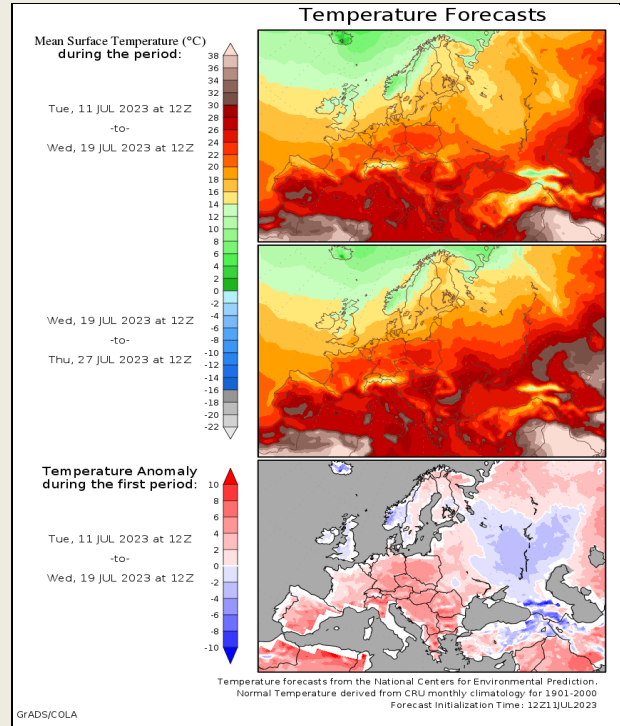 Temperature Forecasts
Mean Surface Temperature (°C)
during the period:
38
36
34
32
30
28
26
24
22
20
18
16
14
12
10
8
6
4
2
0
-2
-4
-6
-8
-10
-12
-14
-16
-18
-20
-22
Tue, 11 JUL 2023 at 12Z
-to-
Wed, 19 JUL 2023 at 12Z
Wed, 19 JUL 2023 at 12Z
-to-
Thu, 27 JUL 2023 at 12Z
Temperature Anomaly
during the first period:
10
8
6
4
2
0
-2
-4
-6
-8
-10
Tue, 11 JUL 2023 at 12Z
-to-
Wed, 19 JUL 2023 at 12Z
Temperature forecasts from the National Centers for Environmental Prediction.
Normal Temperature derived from CRU monthly climatology for 1901-2000
Forecast Initialization Time: 12Z11JUL2023
GrADS/COLA